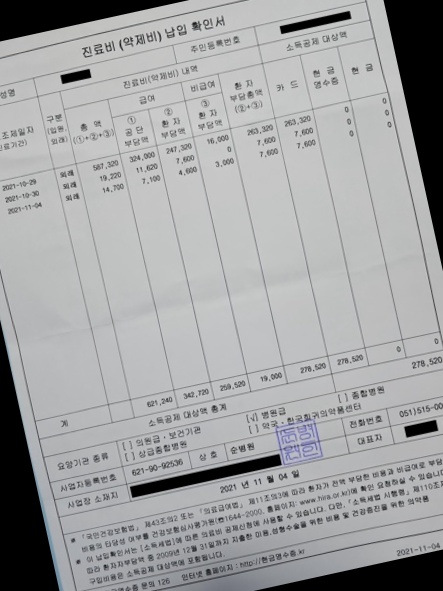 진료비 (약제비) 납입 확인서
성명
주민등록번호
진료비(약제비) 내역
소득공제 대상액
조제일자
(진료기간)
구분
(입원,
외래)
총 액
(①+②+③)
급여
①
공 단
부담액
②
환 자
부담액
비급여
③
환 자
부담액
환 자
부담총액
(②+③)
카 드
현 금
영수증
현 금
2021-10-29 외래 587,320 324,000 247,320 16,000 263,320 263,320 0 0
2021-10-30 외래 19,220 11,620 7,600 0 7,600 7,600 0 0
2021-11-04 외래 14,700 7,100 4,600 3,000 7,600 7,600 0 0
계 621,240 342,720 259,520 19,000 278,520 278,520 0 0
소득공제 대상액 총계 278,520
요양기관 종류
[ ] 의원급·보건기관 [√] 병원급 [ ] 종합병원
[ ] 상급종합병원 [ ] 약국·한국희귀의약품센터
사업자등록번호 621-90-92536 상 호 순병원 전화번호 051)515-00
사업장 소재지 대표자
2021 년 11 월 04 일
* 「국민건강보험법」 제43조의2 또는 「의료급여법」 제11조의3에 따라 환자가 전액 부담한 비용과 비급여로 부담
비용의 타당성 여부를 건강보험심사평가원(☎1644-2000, 홈페이지: www.hira.or.kr)에 확인 요청하실 수 있습니다
* 이 납입확인서는 「소득세법」에 따른 의료비 공제신청에 사용할 수 있습니다. 다만, 「소득세법 시행령」 제110조
따라 환자자부담액 중 2009년 12월 31일까지 지출한 미용,성형수술을 위한 비용 및 건강증진을 위한 의약품
구입비용은 소득공제 대상액에 포함됩니다.
현금영수증 문의 126 인터넷 홈페이지 : http://현금영수증.kr
2021-11-04